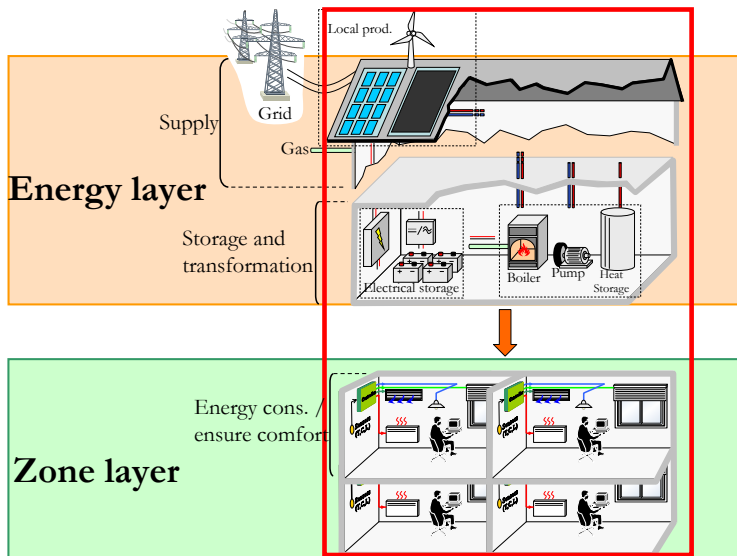 Local prod.
Grid
Supply
Gas
Energy layer
Storage and
transformation
=/≈
Boiler
Pump
Heat
Storage
Electrical storage
Energy cons. /
ensure comfort
Zone layer